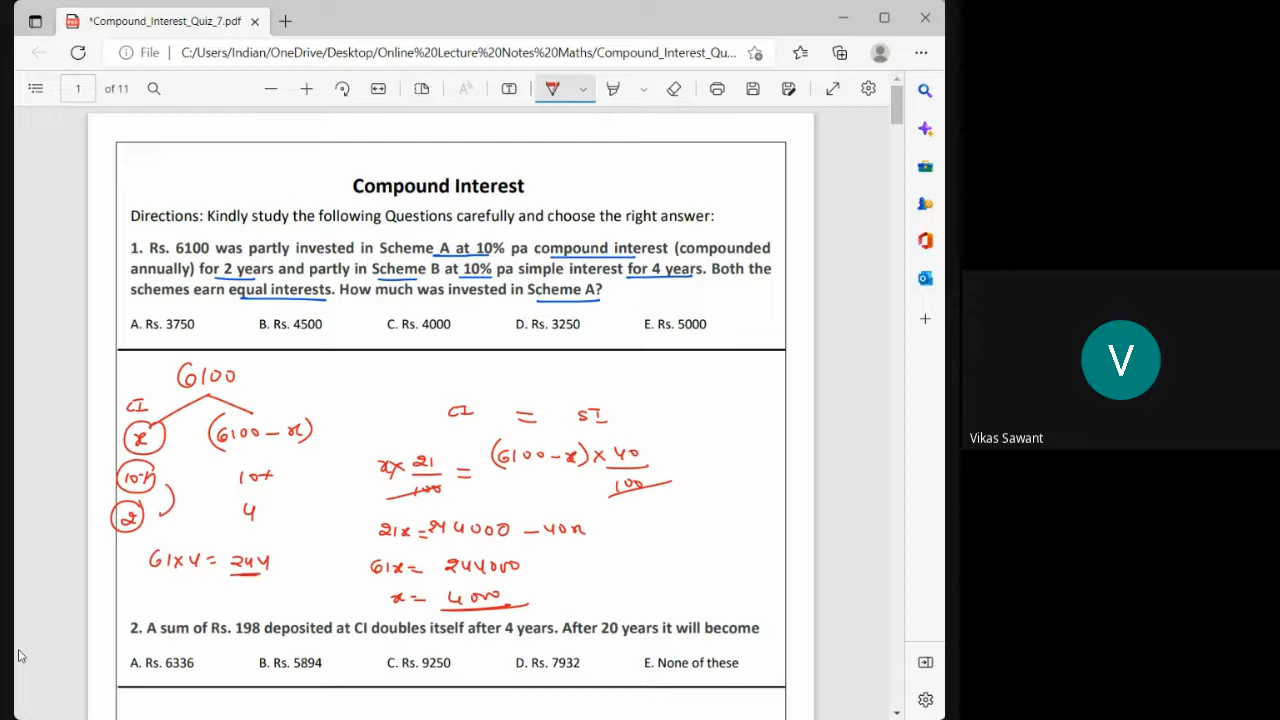 *Compound_Interest_Quiz_7.pdf
File C:/Users/Indian/OneDrive/Desktop/Online%20Lecture%20Notes%20Maths/Compound_Interest_Qu...
1 of 11
Compound Interest
Directions: Kindly study the following Questions carefully and choose the right answer:
1. Rs. 6100 was partly invested in Scheme A at 10% pa compound interest (compounded
annually) for 2 years and partly in Scheme B at 10% pa simple interest for 4 years. Both the
schemes earn equal interests. How much was invested in Scheme A?
A. Rs. 3750 B. Rs. 4500 C. Rs. 4000 D. Rs. 3250 E. Rs. 5000
6100
CI
x (6100 - x)
10% 10%
2 4
61x4 = 244
CI = SI
x x 21/100 = (6100 - x) x 40/100
21x = 244000 - 40x
61x = 244000
x = 4000
2. A sum of Rs. 198 deposited at CI doubles itself after 4 years. After 20 years it will become
A. Rs. 6336 B. Rs. 5894 C. Rs. 9250 D. Rs. 7932 E. None of these
V
Vikas Sawant